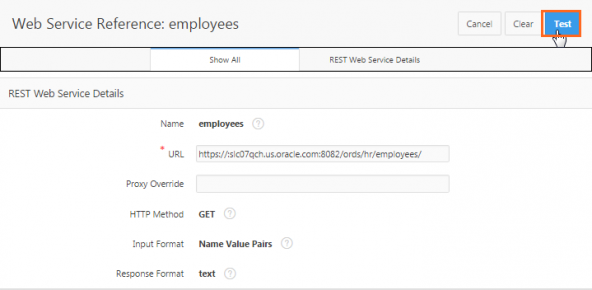 Web Service Reference: employees
Cancel
Clear
Test
Show All
REST Web Service Details
REST Web Service Details
Name employees ?
* URL https://:slc07qch.us.oracle.com:8082/ords/hr/employees/
Proxy Override
HTTP Method GET ?
Input Format Name Value Pairs ?
Response Format text ?